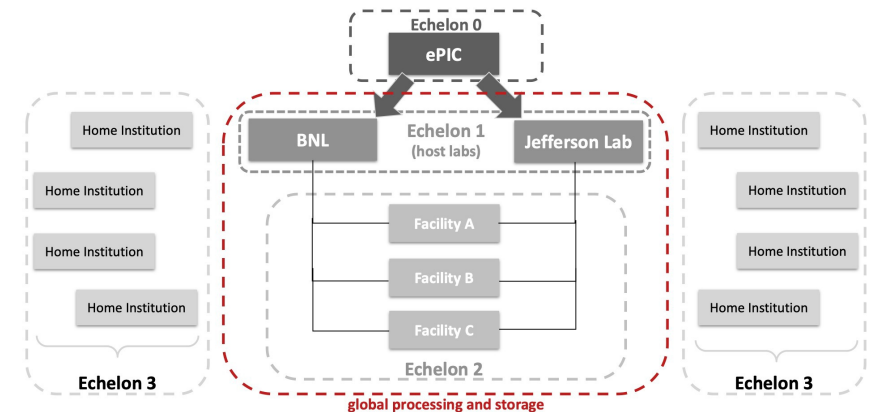 Echelon 0
ePIC
BNL
Echelon 1
(host labs)
Jefferson Lab
Home Institution
Home Institution
Home Institution
Home Institution
Echelon 3
Facility A
Facility B
Facility C
Echelon 2
global processing and storage
Home Institution
Home Institution
Home Institution
Home Institution
Echelon 3